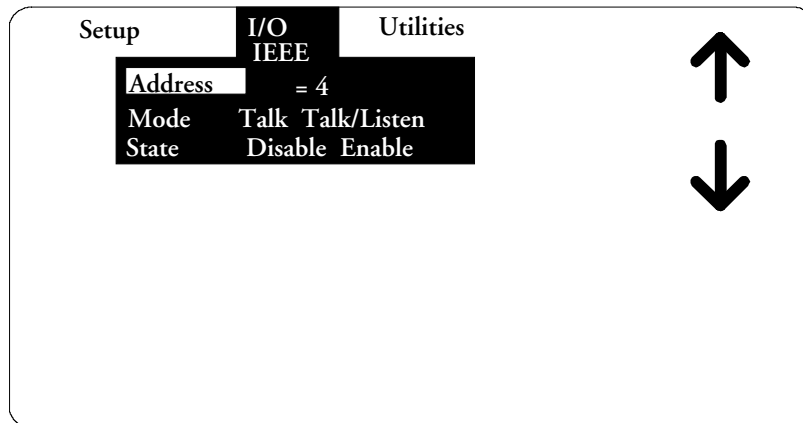 Setup I/O Utilities
IEEE
Address = 4
Mode Talk Talk/Listen
State Disable Enable